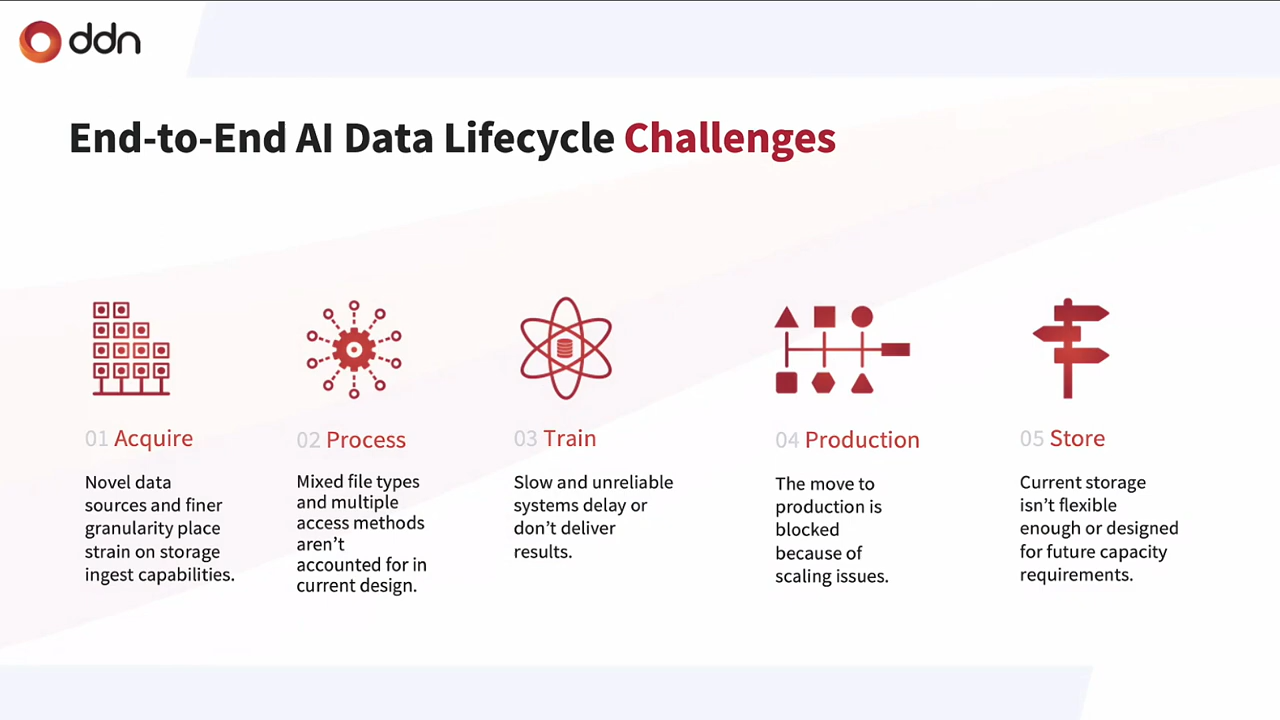 ddn
End-to-End AI Data Lifecycle Challenges
01 Acquire
Novel data
sources and finer
granularity place
strain on storage
ingest capabilities.
02 Process
Mixed file types
and multiple
access methods
aren’t
accounted for in
current design.
03 Train
Slow and unreliable
systems delay or
don’t deliver
results.
04 Production
The move to
production is
blocked
because of
scaling issues.
05 Store
Current storage
isn’t flexible
enough or designed
for future capacity
requirements.